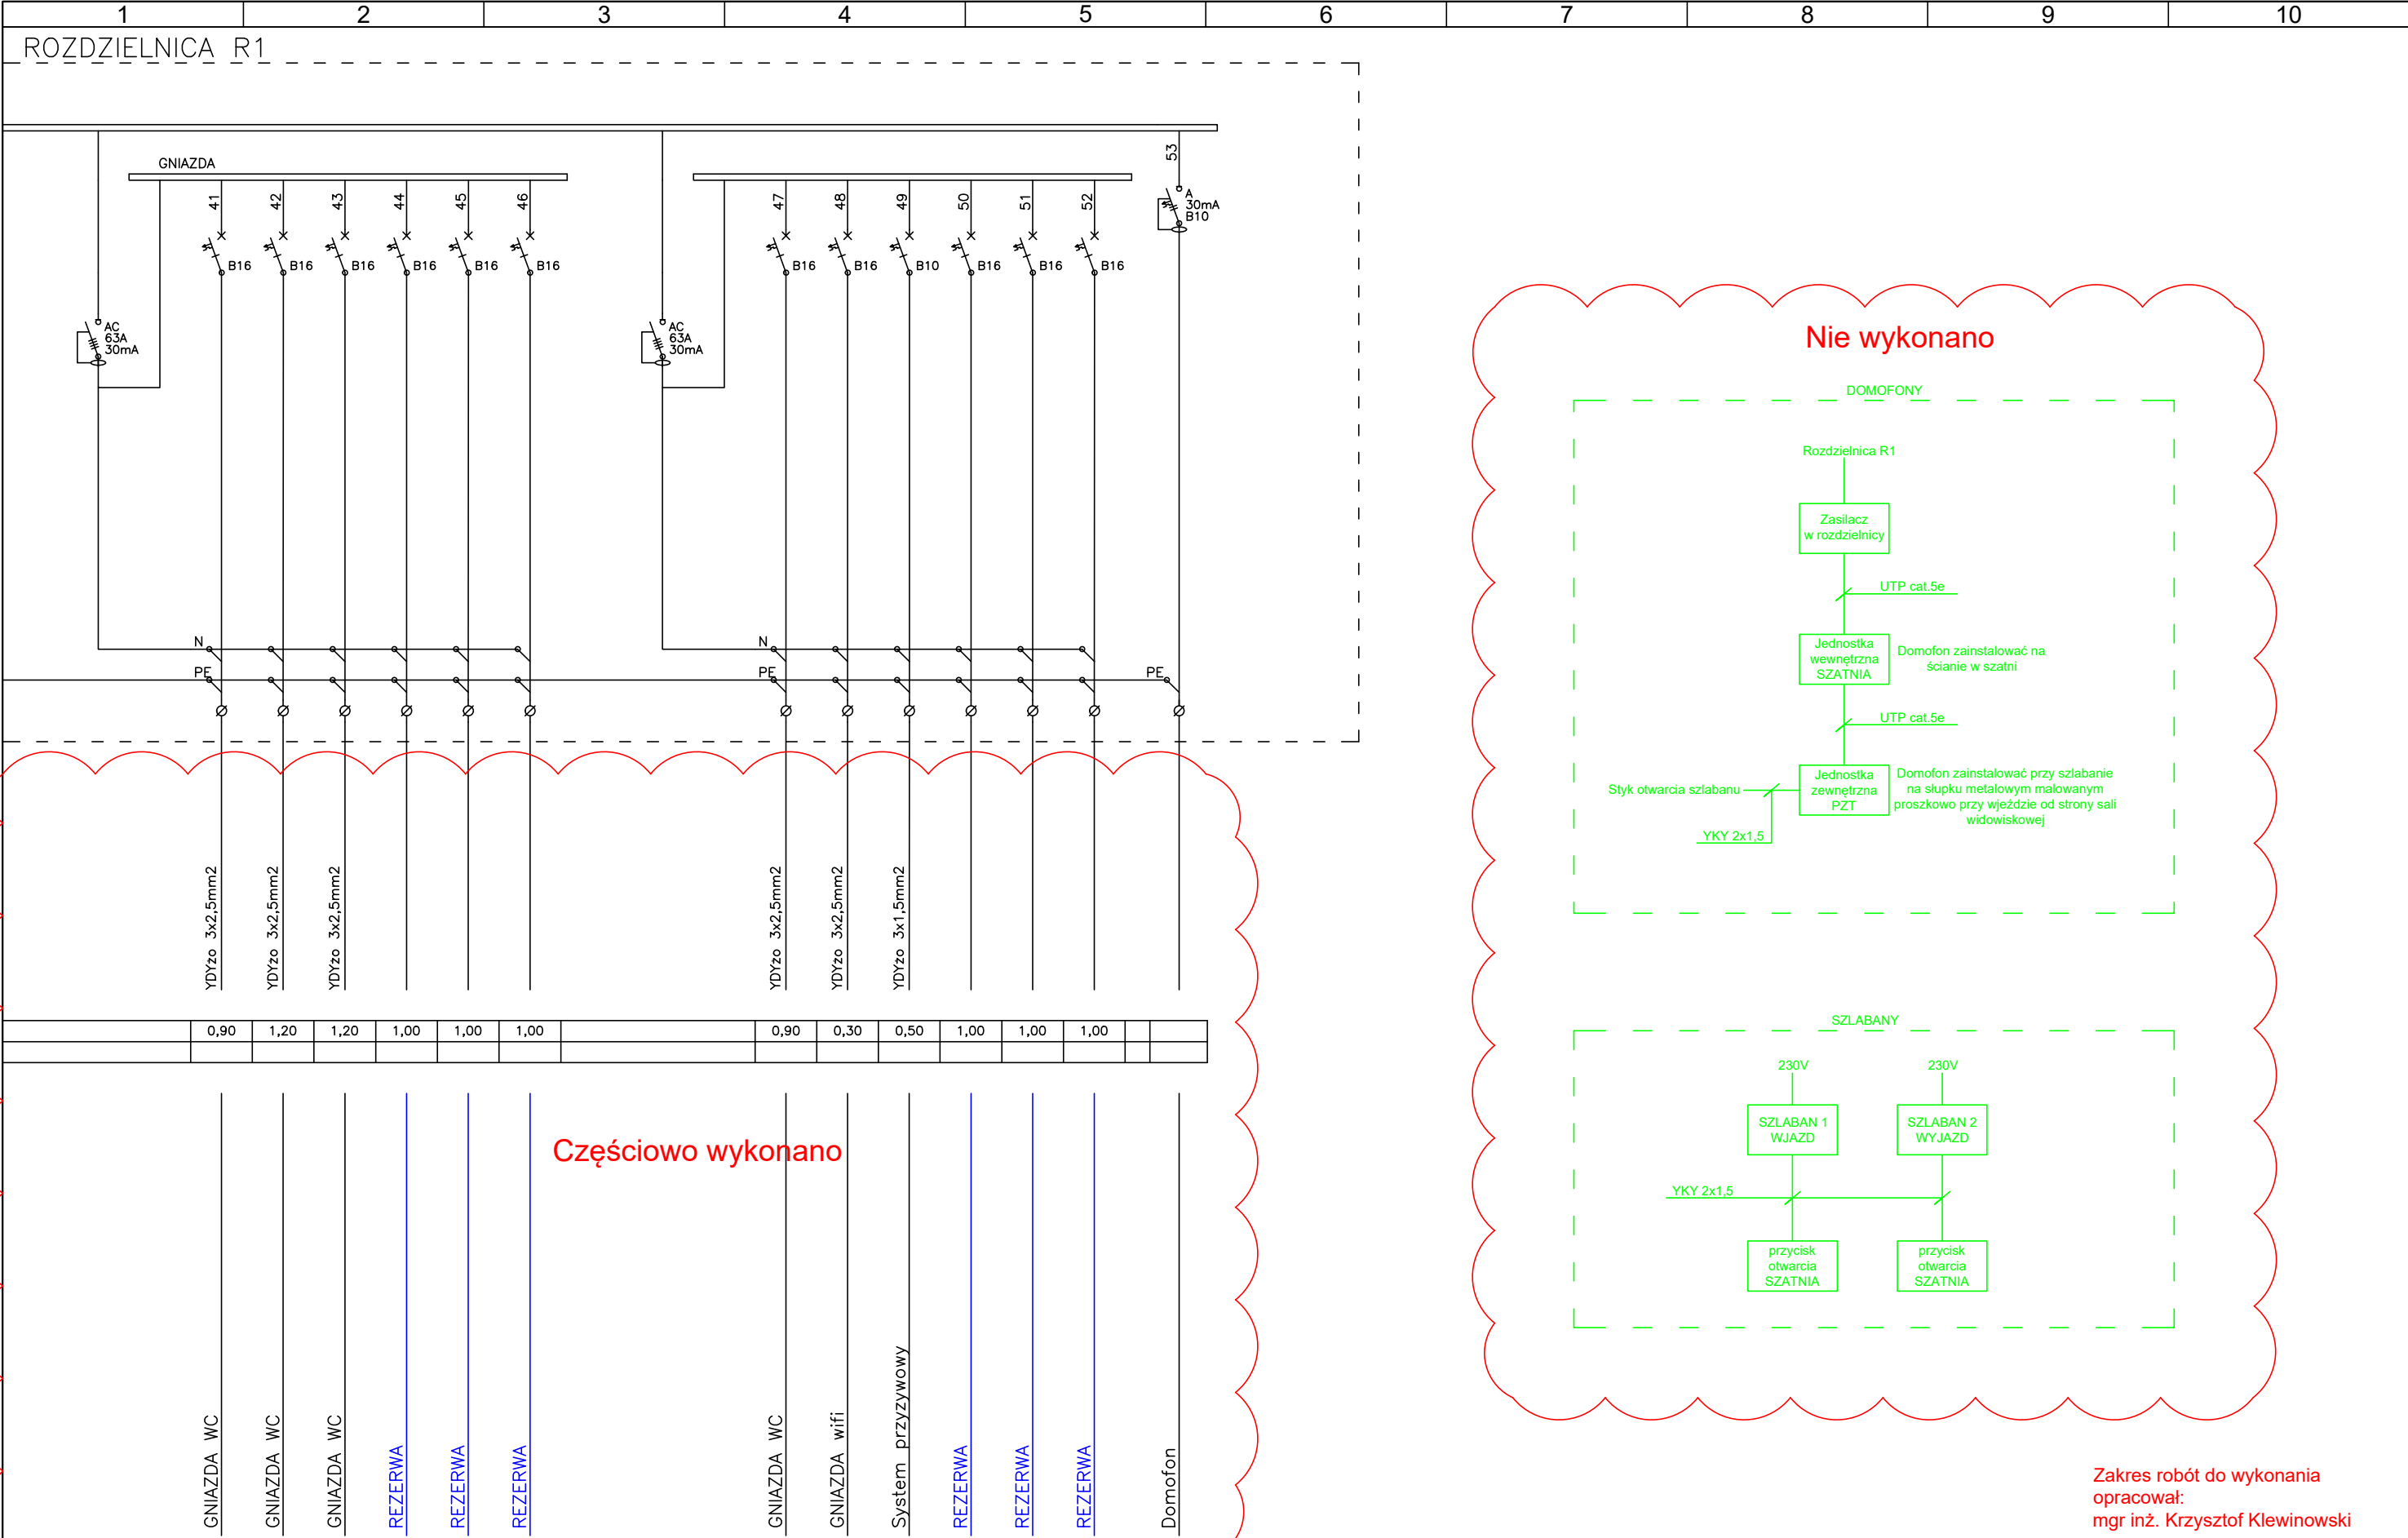 1 2 3 4 5 6 7 8 9 10
ROZDZIELNICA R1
GNIAZDA
41 42 43 44 45 46 47 48 49 50 51 52 53
A
30mA
B10
B16 B16 B16 B16 B16 B16 B16 B16 B10 B16 B16 B16
AC
63A
30mA
AC
63A
30mA
N N
PE PE PE
YDYżo 3x2,5mm2
YDYżo 3x2,5mm2
YDYżo 3x2,5mm2
YDYżo 3x2,5mm2
YDYżo 3x2,5mm2
YDYżo 3x1,5mm2
0,90 1,20 1,20 1,00 1,00 1,00 0,90 0,30 0,50 1,00 1,00 1,00
Częściowo wykonano
GNIAZDA WC
GNIAZDA WC
GNIAZDA WC
REZERWA
REZERWA
REZERWA
GNIAZDA WC
GNIAZDA wifi
System przyzywowy
REZERWA
REZERWA
REZERWA
Domofon
Nie wykonano
DOMOFONY
Rozdzielnica R1
Zasilacz
w rozdzielnicy
UTP cat.5e
Jednostka
wewnętrzna
SZATNIA
Domofon zainstalować na
ścianie w szatni
UTP cat.5e
Styk otwarcia szlabanu
Jednostka
zewnętrzna
PZT
Domofon zainstalować przy szlabanie
na słupku metalowym malowanym
proszkowo przy wjeździe od strony sali
widowiskowej
YKY 2x1,5
SZLABANY
230V 230V
SZLABAN 1
WJAZD
SZLABAN 2
WYJAZD
YKY 2x1,5
przycisk
otwarcia
SZATNIA
przycisk
otwarcia
SZATNIA
Zakres robót do wykonania
opracował:
mgr inż. Krzysztof Klewinowski